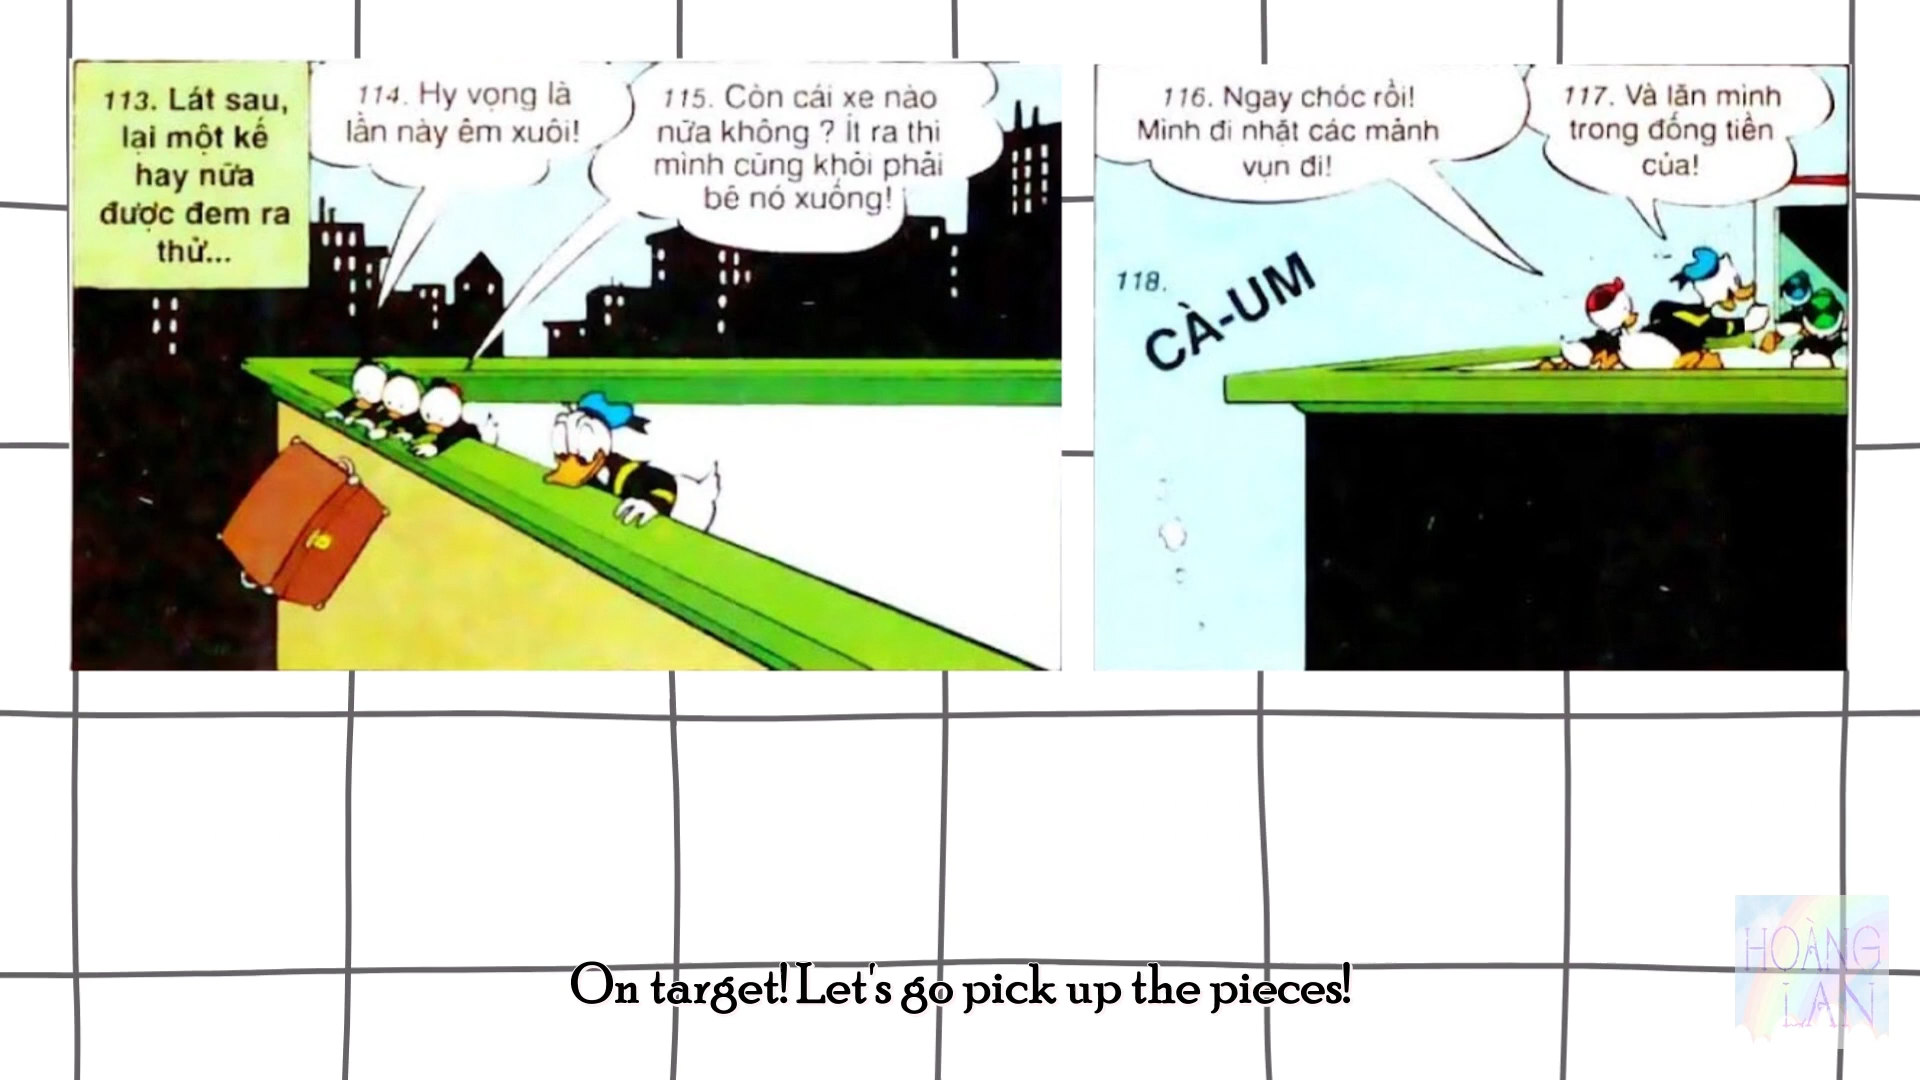 113. Lát sau,
lại một kế
hay nữa
được đem ra
thử...
114. Hy vọng là
lần này êm xuôi!
115. Còn cái xe nào
nữa không ? Ít ra thì
mình cũng khỏi phải
bê nó xuống!
116. Ngay chóc rồi!
Mình đi nhặt các mảnh
vụn đi!
117. Và lăn mình
trong đống tiền
của!
118.
CÀ-UM
On target! Let's go pick up the pieces!
HOÀNG
LAN